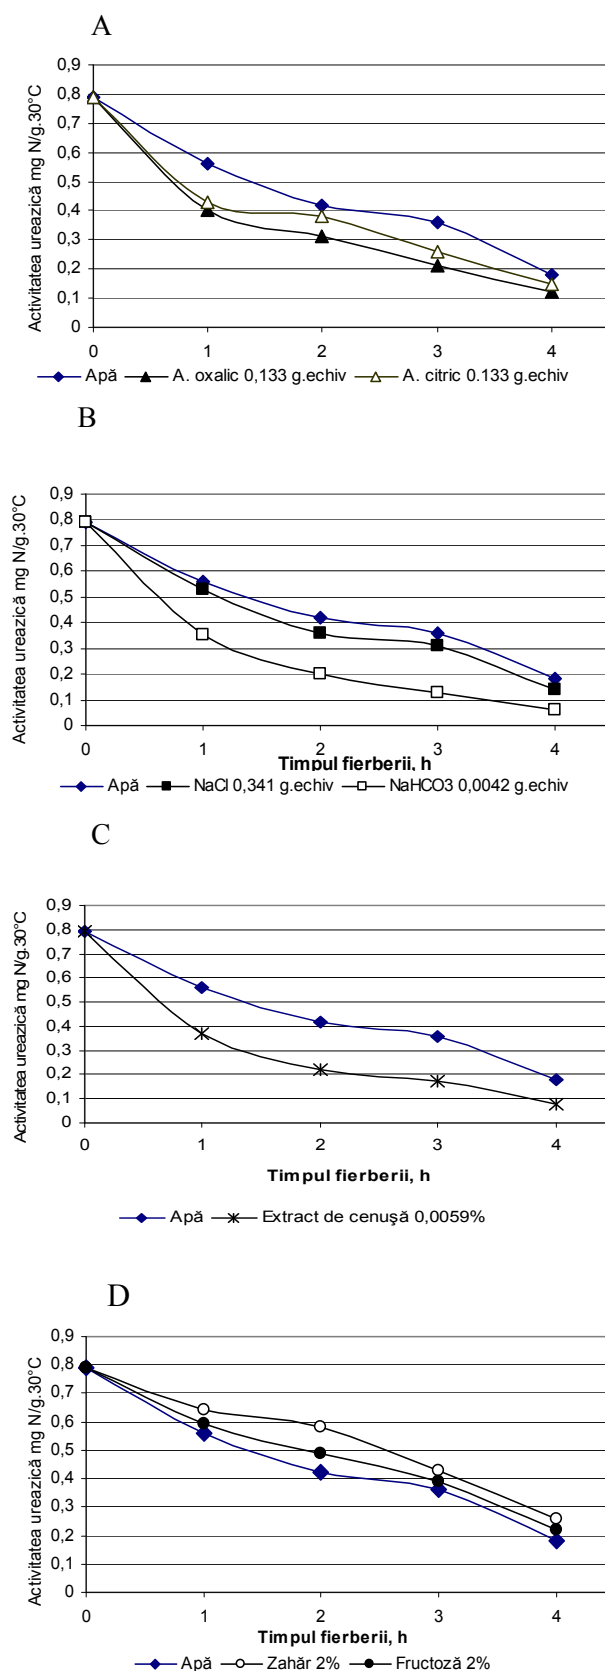 A
Activitatea ureazică mg N/g.30°C
0,9
0,8
0,7
0,6
0,5
0,4
0,3
0,2
0,1
0
0 1 2 3 4
Apă A. oxalic 0,133 g.echiv A. citric 0.133 g.echiv
B
Activitatea ureazică mg N/g.30°C
0,9
0,8
0,7
0,6
0,5
0,4
0,3
0,2
0,1
0
0 1 2 3 4
Timpul fierberii, h
Apă NaCl 0,341 g.echiv NaHCO3 0,0042 g.echiv
C
Activitatea ureazică mg N/g.30°C
0,9
0,8
0,7
0,6
0,5
0,4
0,3
0,2
0,1
0
0 1 2 3 4
Timpul fierberii, h
Apă Extract de cenuşă 0,0059%
D
Activitatea ureazică mg N/g.30°C
0,9
0,8
0,7
0,6
0,5
0,4
0,3
0,2
0,1
0
0 1 2 3 4
Timpul fierberii, h
Apă Zahăr 2% Fructoză 2%